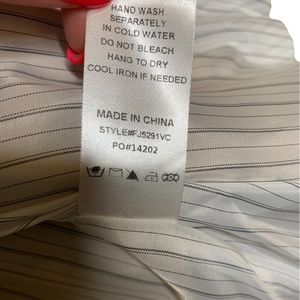 HAND WASH
SEPARATELY
IN COLD WATER
DO NOT BLEACH
HANG TO DRY
COOL IRON IF NEEDED
MADE IN CHINA
STYLE#FJ5291VC
PO#14202